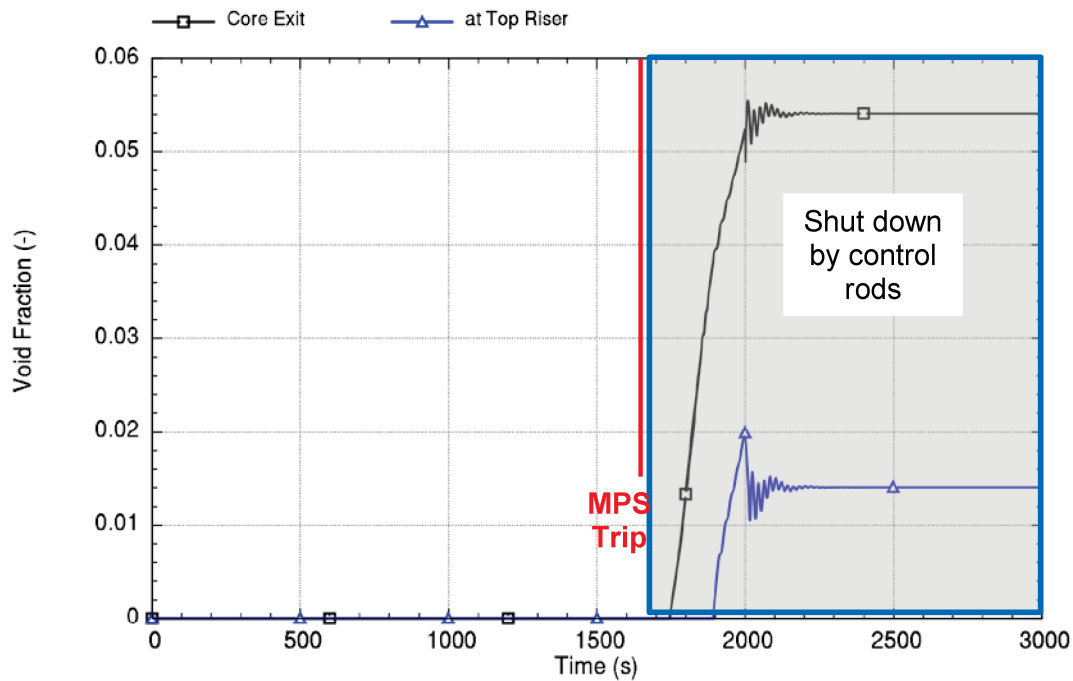 Core Exit
at Top Riser
Void Fraction (-)
0.06
0.05
0.04
0.03
0.02
0.01
0
Shut down
by control
rods
MPS
Trip
0
500
1000
1500
2000
2500
3000
Time (s)